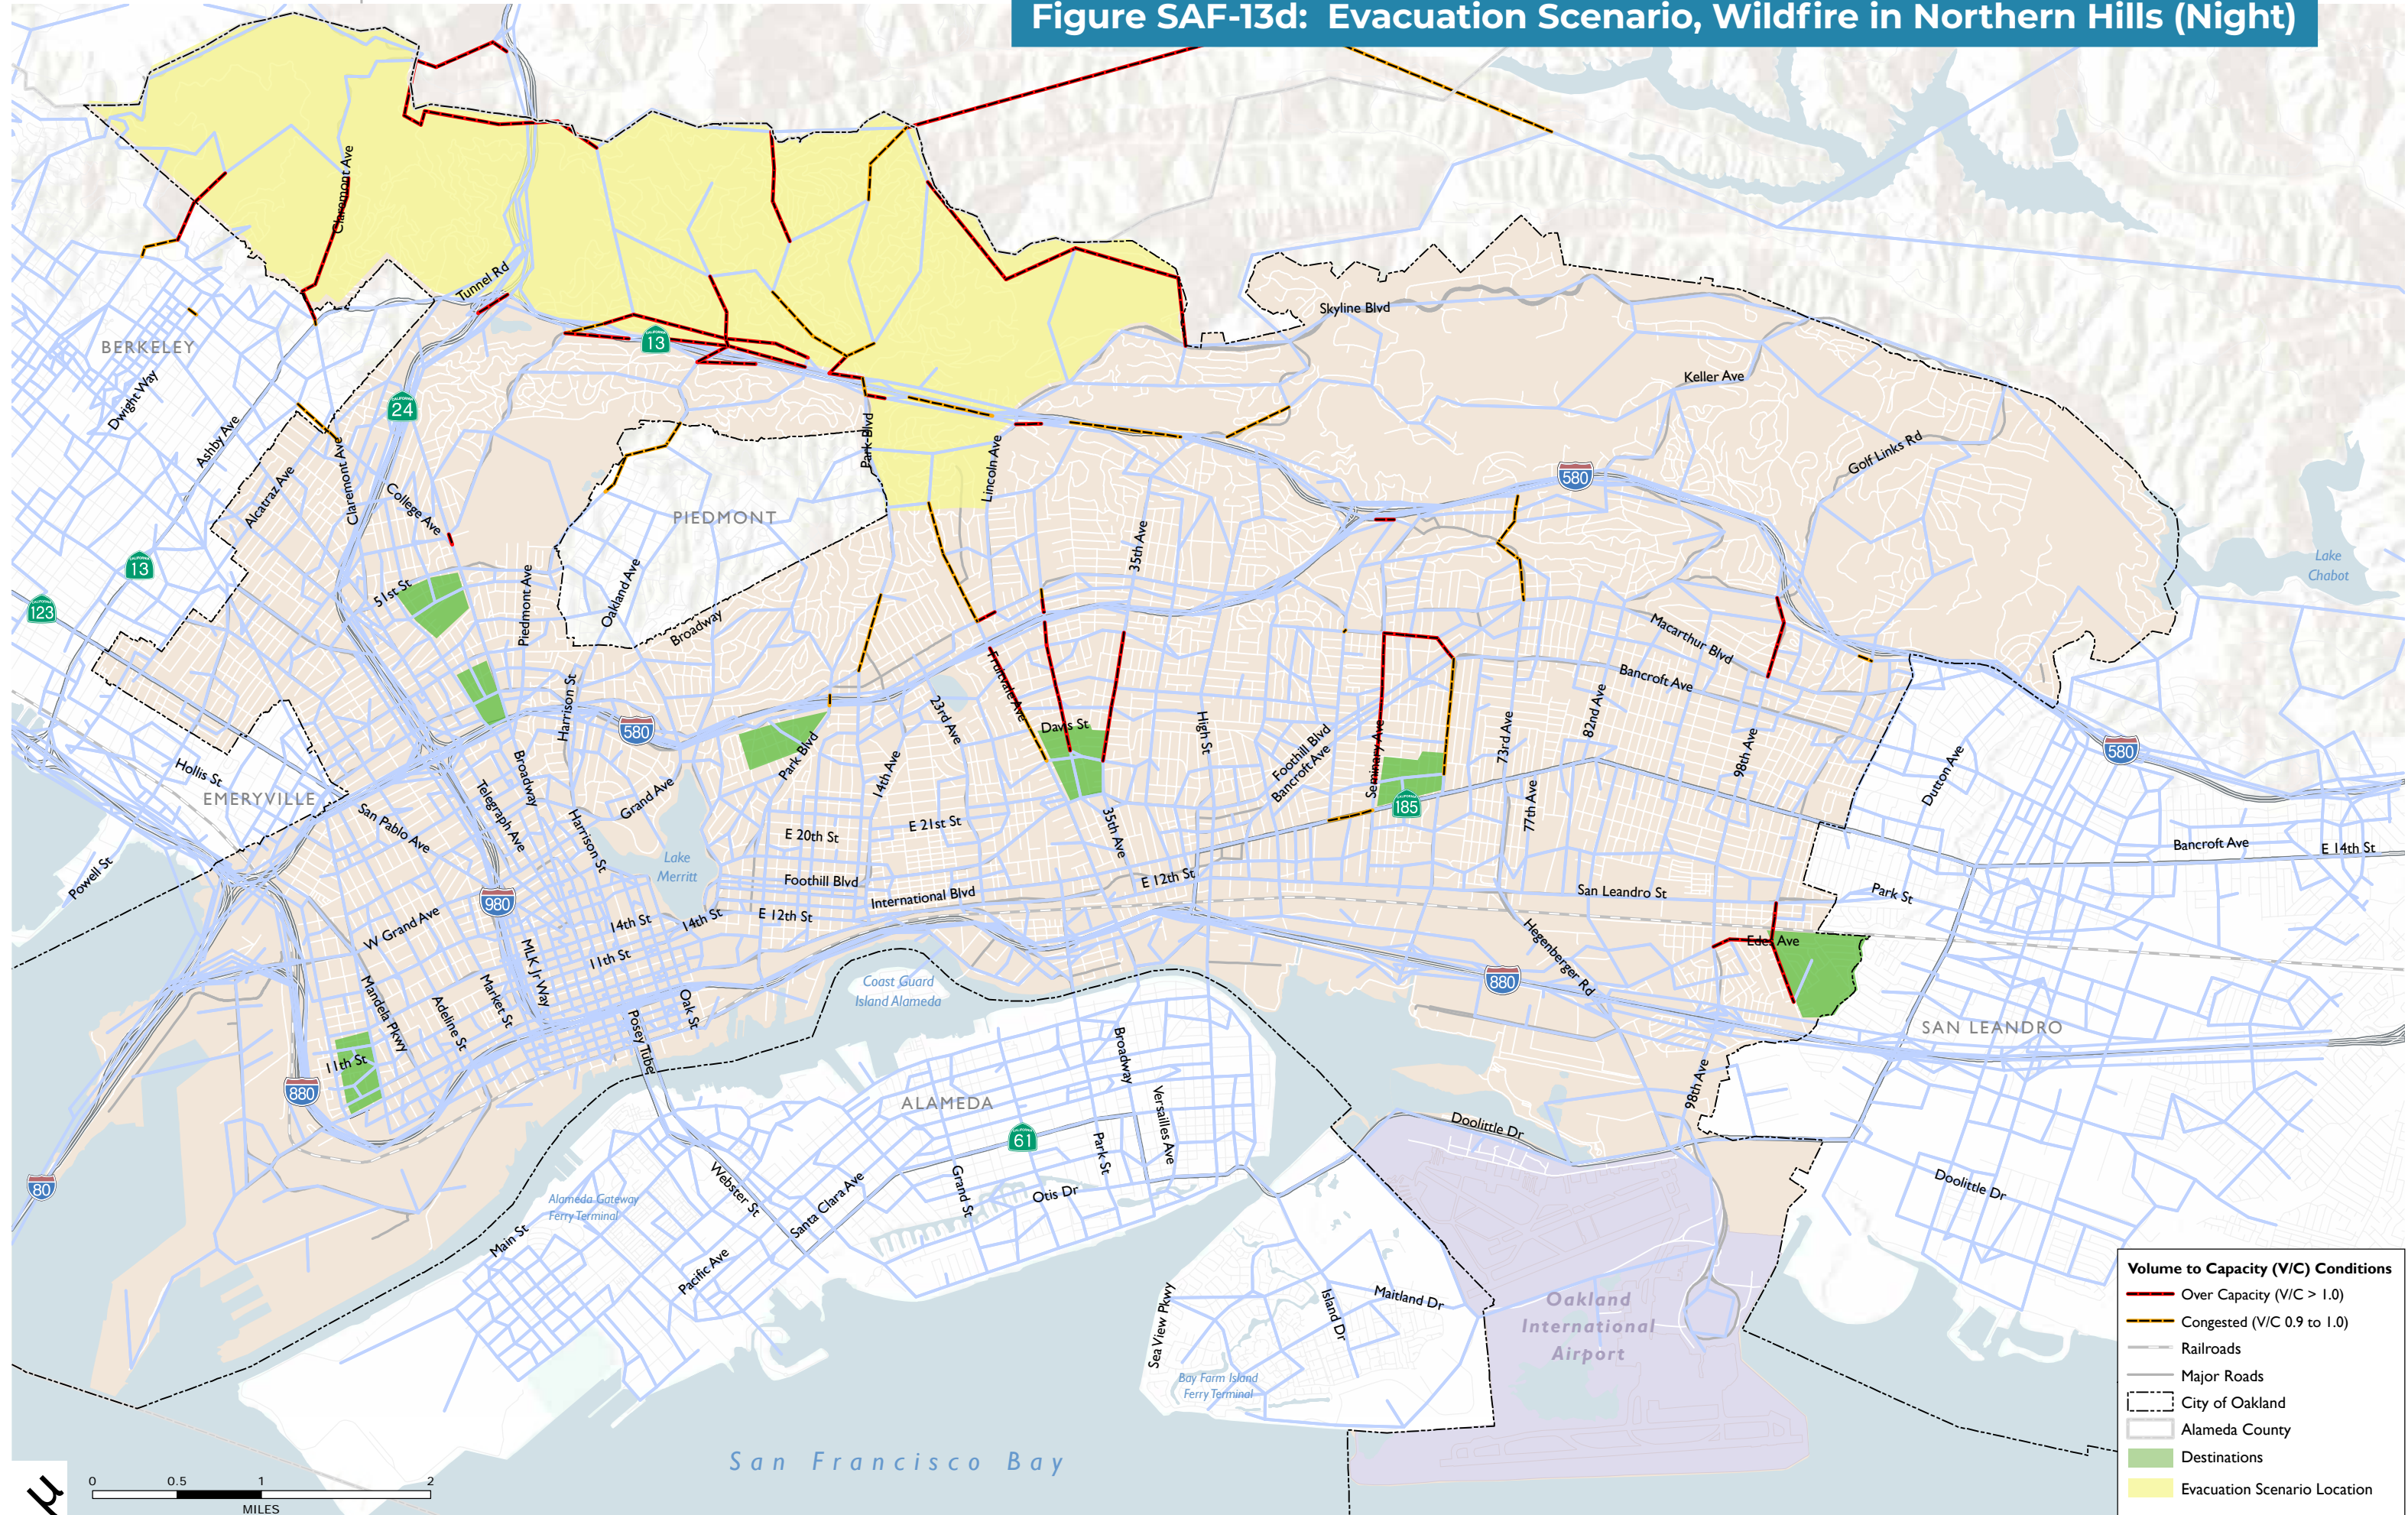 Figure SAF-13d: Evacuation Scenario, Wildfire in Northern Hills (Night)
Claremont Ave
Tunnel Rd
Skyline Blvd
BERKELEY
13
Dwight Way
24
Keller Ave
Ashby Ave
Park Blvd
Claremont Ave
Lincoln Ave
Golf Links Rd
Alcatraz Ave
College Ave
580
PIEDMONT
35th Ave
13
Lake
Chabot
51st St
Piedmont Ave
Oakland Ave
123
Broadway
Macarthur Blvd
Fruitvale Ave
Bancroft Ave
Harrison St
23rd Ave
580
Davis St
High St
Foothill Blvd
Bancroft Ave
Seminary Ave
73rd Ave
82nd Ave
98th Ave
580
Hollis St
Broadway
Park Blvd
14th Ave
Dutton Ave
EMERYVILLE
Grand Ave
Telegraph Ave
185
77th Ave
San Pablo Ave
Harrison St
E 20th St
E 21st St
35th Ave
Bancroft Ave
E 14th St
Powell St
Lake
Merritt
Foothill Blvd
E 12th St
International Blvd
San Leandro St
Park St
980
14th St
14th St
E 12th St
W Grand Ave
11th St
MLK Jr Way
Hegenberger Rd
Edes Ave
Mandela Pkwy
Adeline St
Market St
Oak St
Coast Guard
Island Alameda
880
Posey Tube
Broadway
SAN LEANDRO
11th St
880
98th Ave
ALAMEDA
Versailles Ave
61
Park St
Doolittle Dr
80
Webster St
Santa Clara Ave
Grand St
Otis Dr
Doolittle Dr
Alameda Gateway
Ferry Terminal
Main St
Pacific Ave
Sea View Pkwy
Island Dr
Maitland Dr
Oakland
International
Airport
Bay Farm Island
Ferry Terminal
San Francisco Bay
Volume to Capacity (V/C) Conditions
Over Capacity (V/C > 1.0)
Congested (V/C 0.9 to 1.0)
Railroads
Major Roads
City of Oakland
Alameda County
Destinations
Evacuation Scenario Location
µ
0 0.5 1 2
MILES